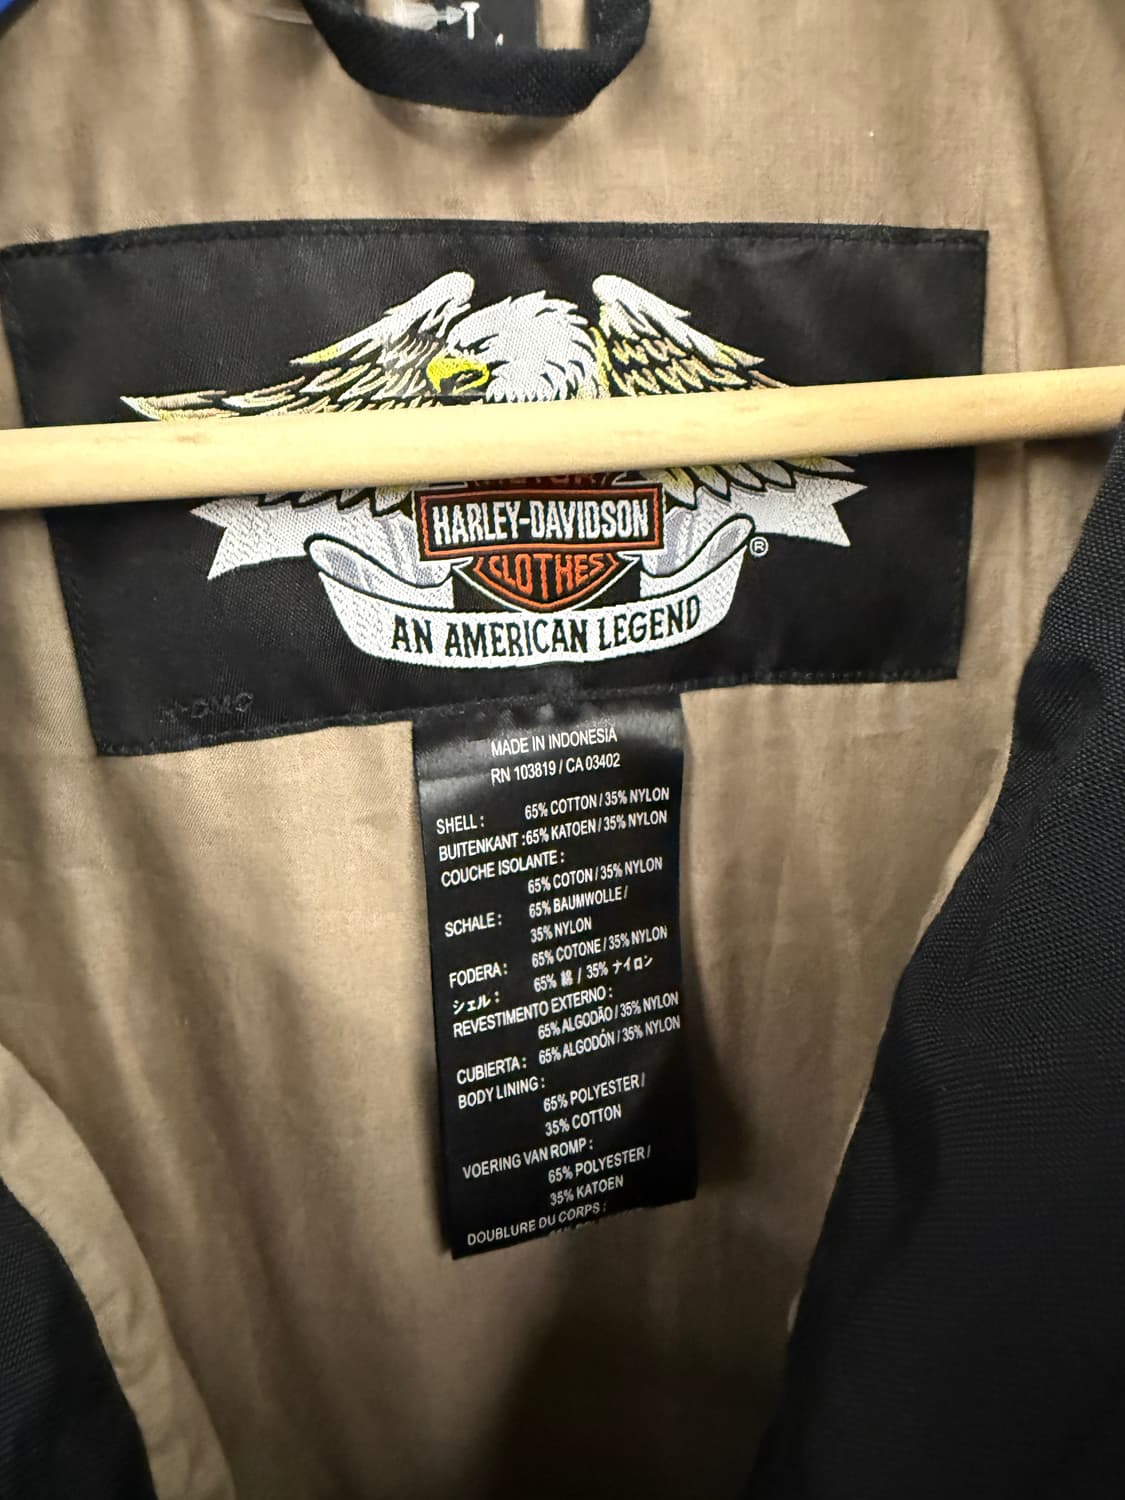 MOTOR
HARLEY-DAVIDSON
CLOTHES
®
AN AMERICAN LEGEND
MADE IN INDONESIA
RN 103819 / CA 03402
SHELL : 65% COTTON / 35% NYLON
BUITENKANT : 65% KATOEN / 35% NYLON
COUCHE ISOLANTE :
65% COTON / 35% NYLON
SCHALE : 65% BAUMWOLLE /
35% NYLON
FODERA : 65% COTONE / 35% NYLON
シェル : 65% 綿 / 35% ナイロン
REVESTIMENTO EXTERNO :
65% ALGODÃO / 35% NYLON
CUBIERTA : 65% ALGODÓN / 35% NYLON
BODY LINING :
65% POLYESTER /
35% COTTON
VOERING VAN ROMP :
65% POLYESTER /
35% KATOEN
DOUBLURE DU CORPS :